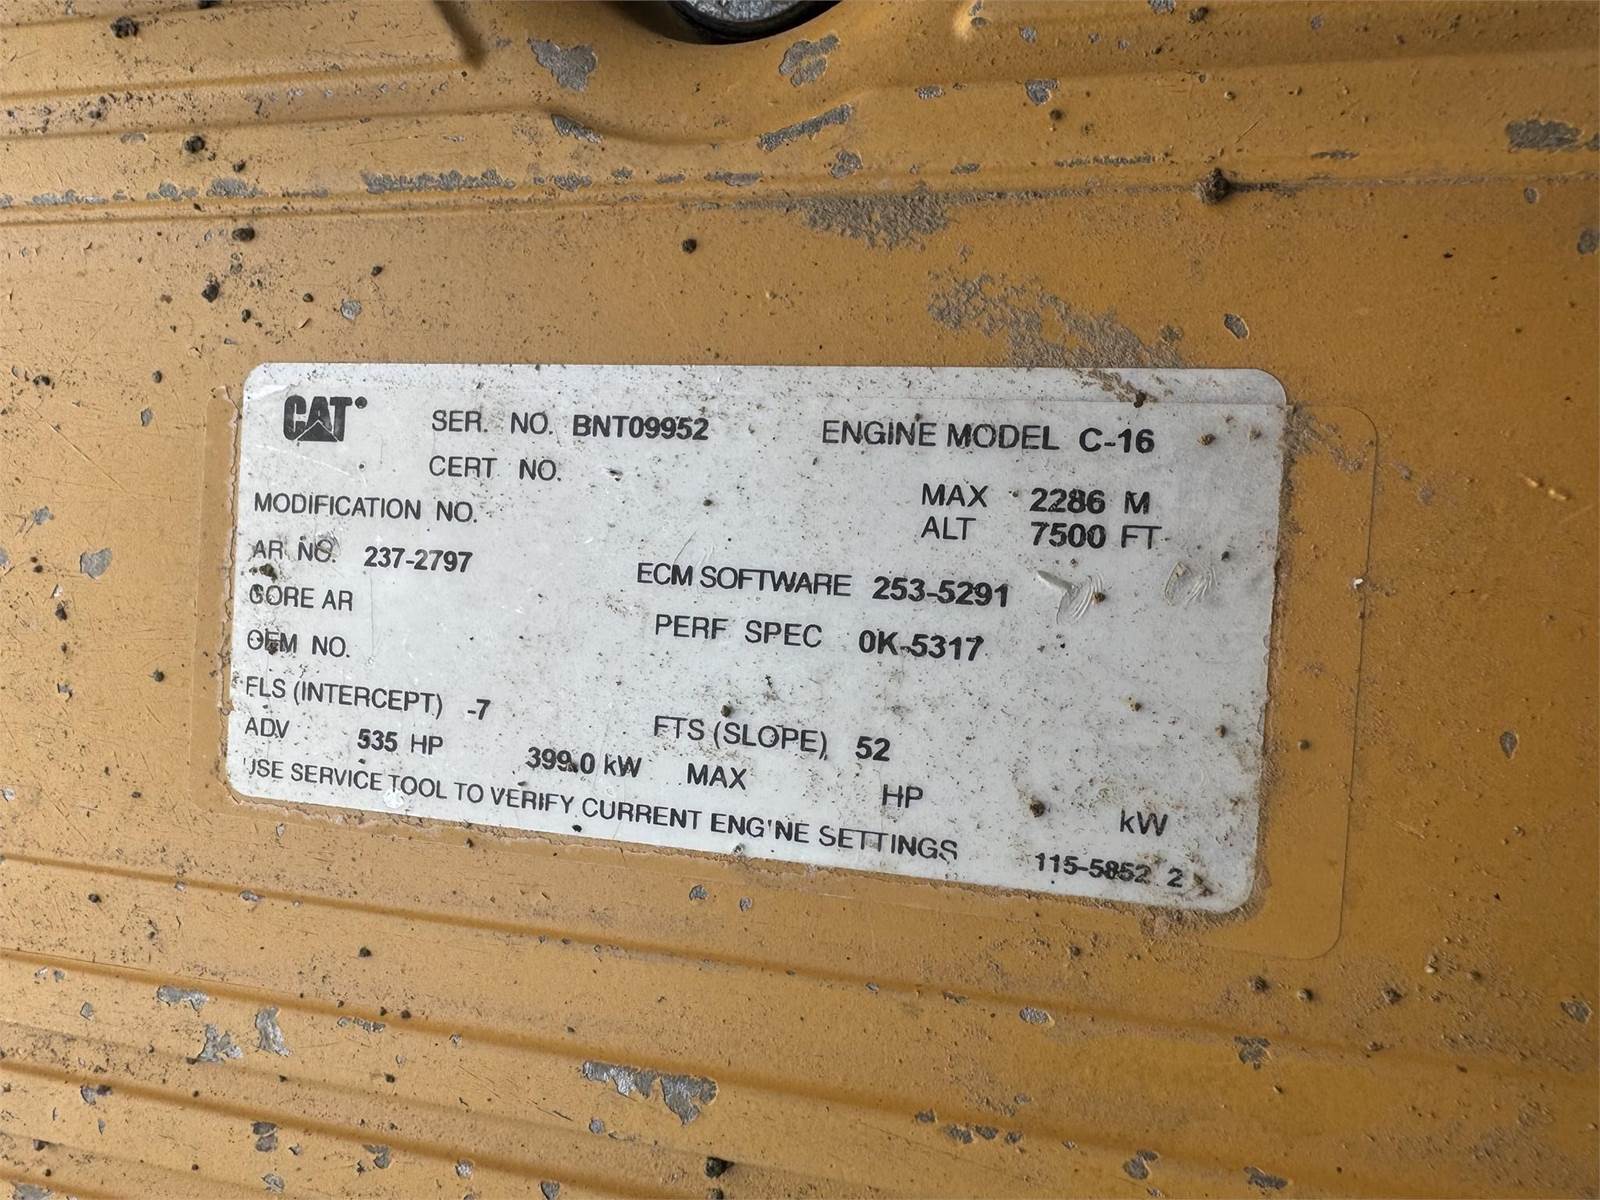 CAT SER. NO. BNT09952 ENGINE MODEL C-16
CERT NO.
MODIFICATION NO. MAX 2286 M
ALT 7500 FT
AR NO. 237-2797 ECM SOFTWARE 253-5291
CORE AR PERF SPEC 0K-5317
OEM NO.
FLS (INTERCEPT) -7 FTS (SLOPE) 52
ADV 535 HP 399.0 kW MAX HP kW
USE SERVICE TOOL TO VERIFY CURRENT ENGINE SETTINGS 115-5852 2